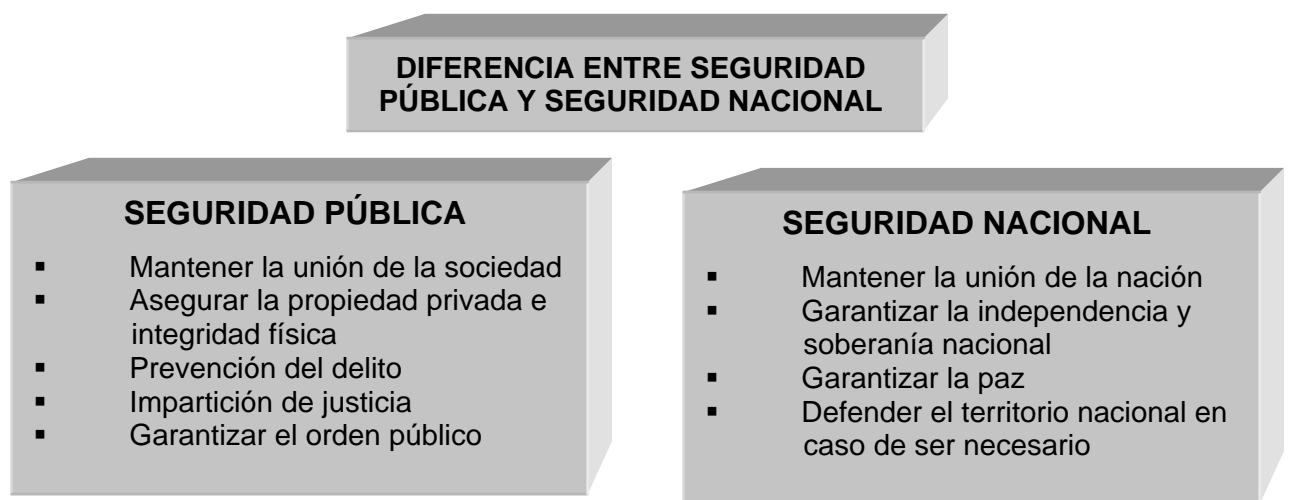 DIFERENCIA ENTRE SEGURIDAD
PÚBLICA Y SEGURIDAD NACIONAL
SEGURIDAD PÚBLICA
▪ Mantener la unión de la sociedad
▪ Asegurar la propiedad privada e
integridad física
▪ Prevención del delito
▪ Impartición de justicia
▪ Garantizar el orden público
SEGURIDAD NACIONAL
▪ Mantener la unión de la nación
▪ Garantizar la independencia y
soberanía nacional
▪ Garantizar la paz
▪ Defender el territorio nacional en
caso de ser necesario